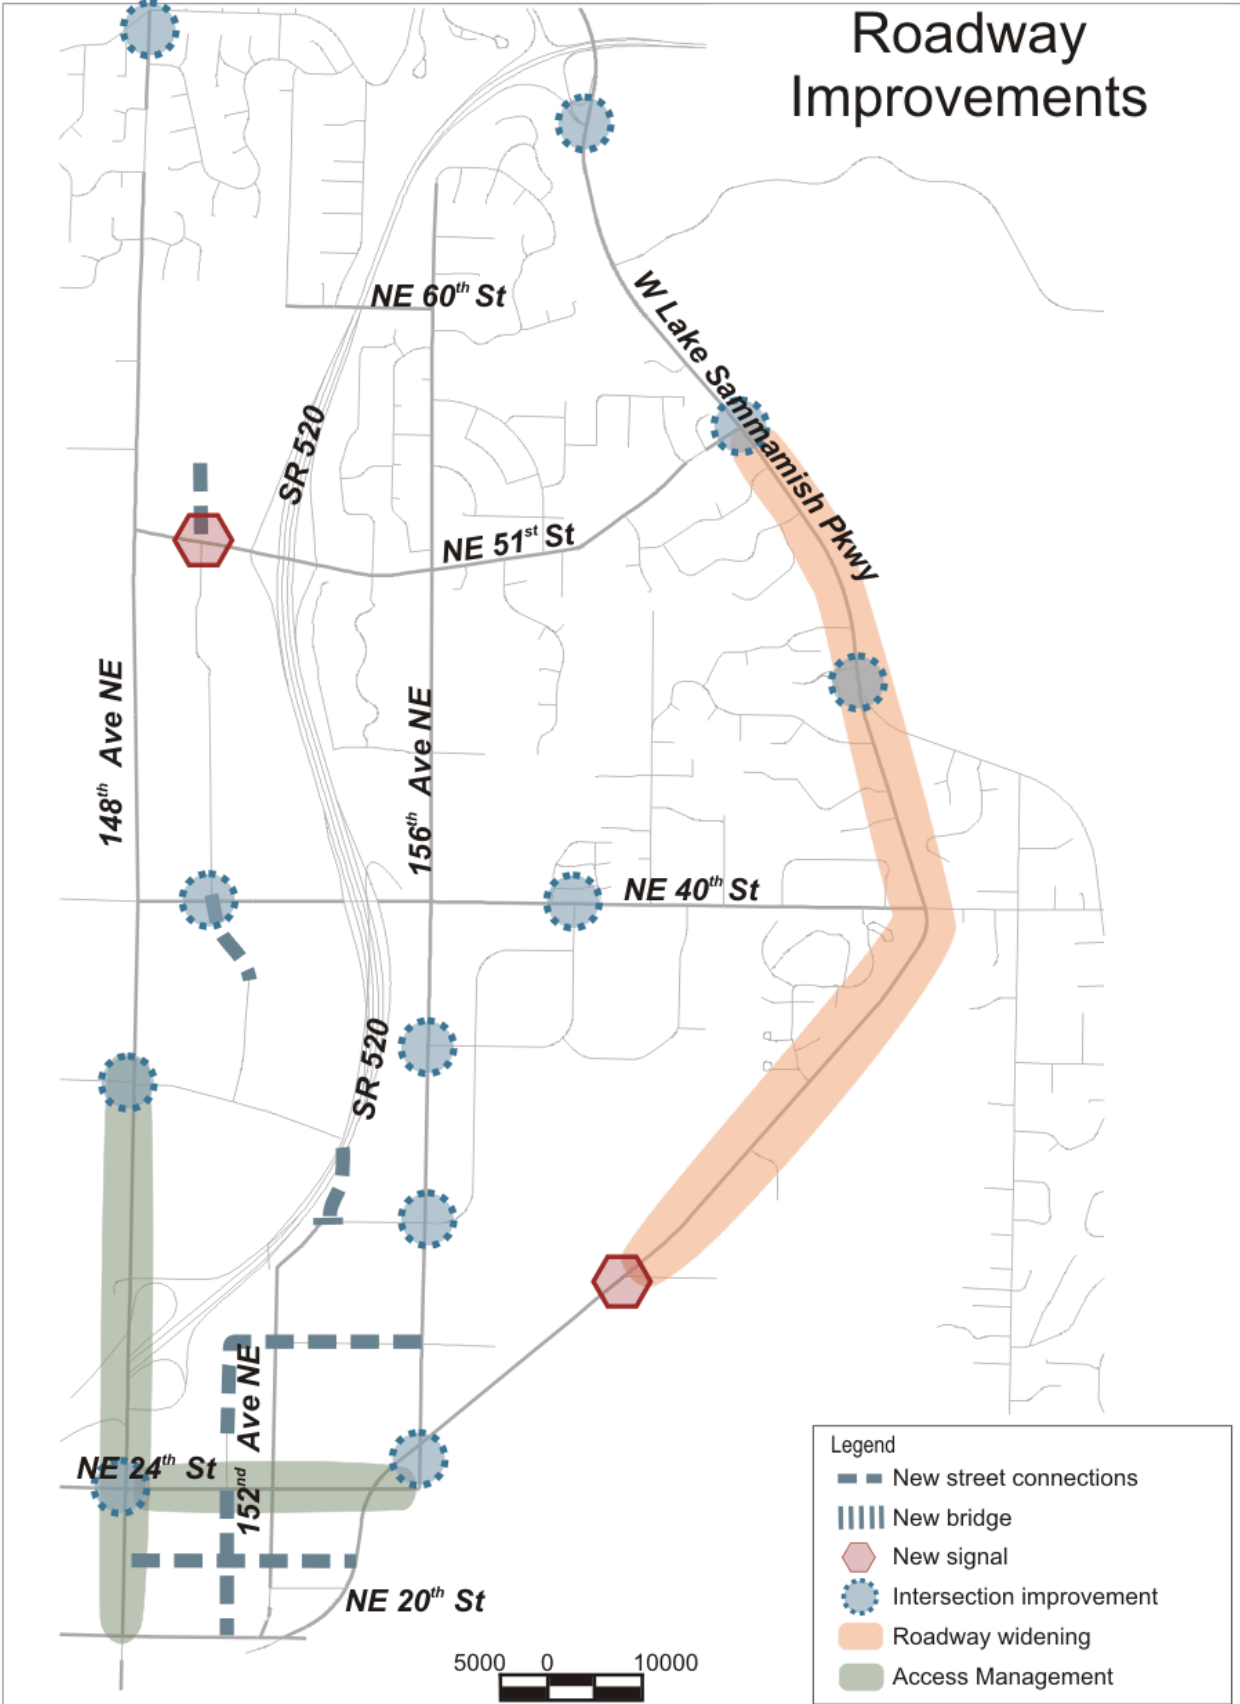 Roadway
Improvements
NE 60th St
W Lake Sammamish Pkwy
SR 520
NE 51st St
148th Ave NE
156th Ave NE
NE 40th St
SR 520
152nd Ave NE
NE 24th St
NE 20th St
5000 0 10000
Legend
New street connections
New bridge
New signal
Intersection improvement
Roadway widening
Access Management